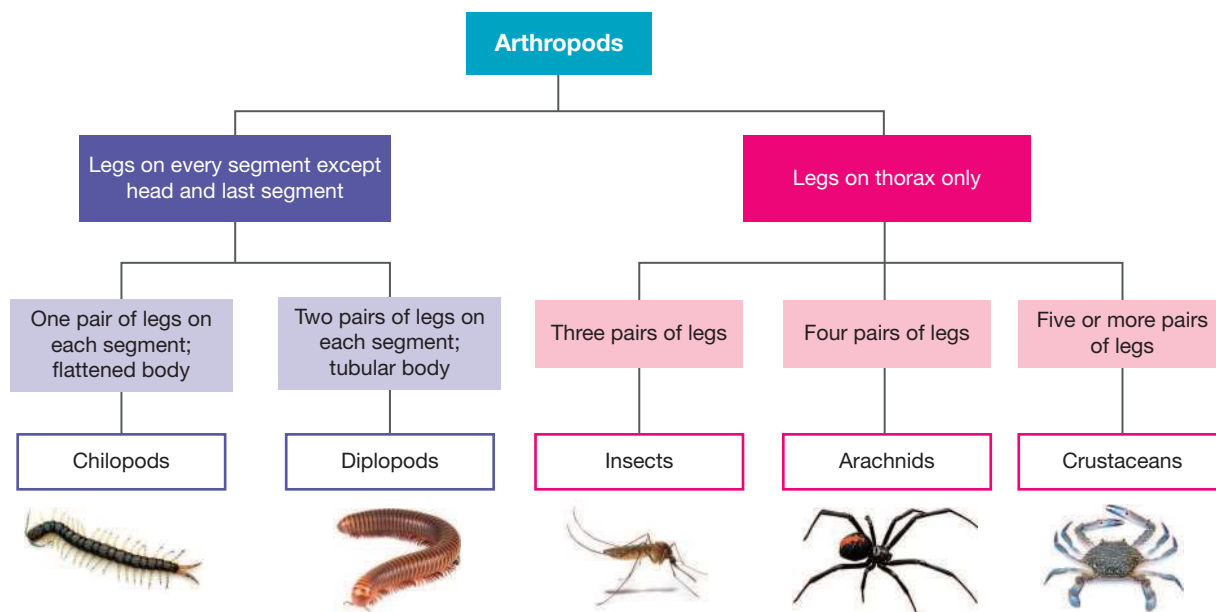 Arthropods
Legs on every segment except
head and last segment
Legs on thorax only
One pair of legs on
each segment;
flattened body
Two pairs of legs on
each segment;
tubular body
Three pairs of legs
Four pairs of legs
Five or more pairs
of legs
Chilopods
Diplopods
Insects
Arachnids
Crustaceans